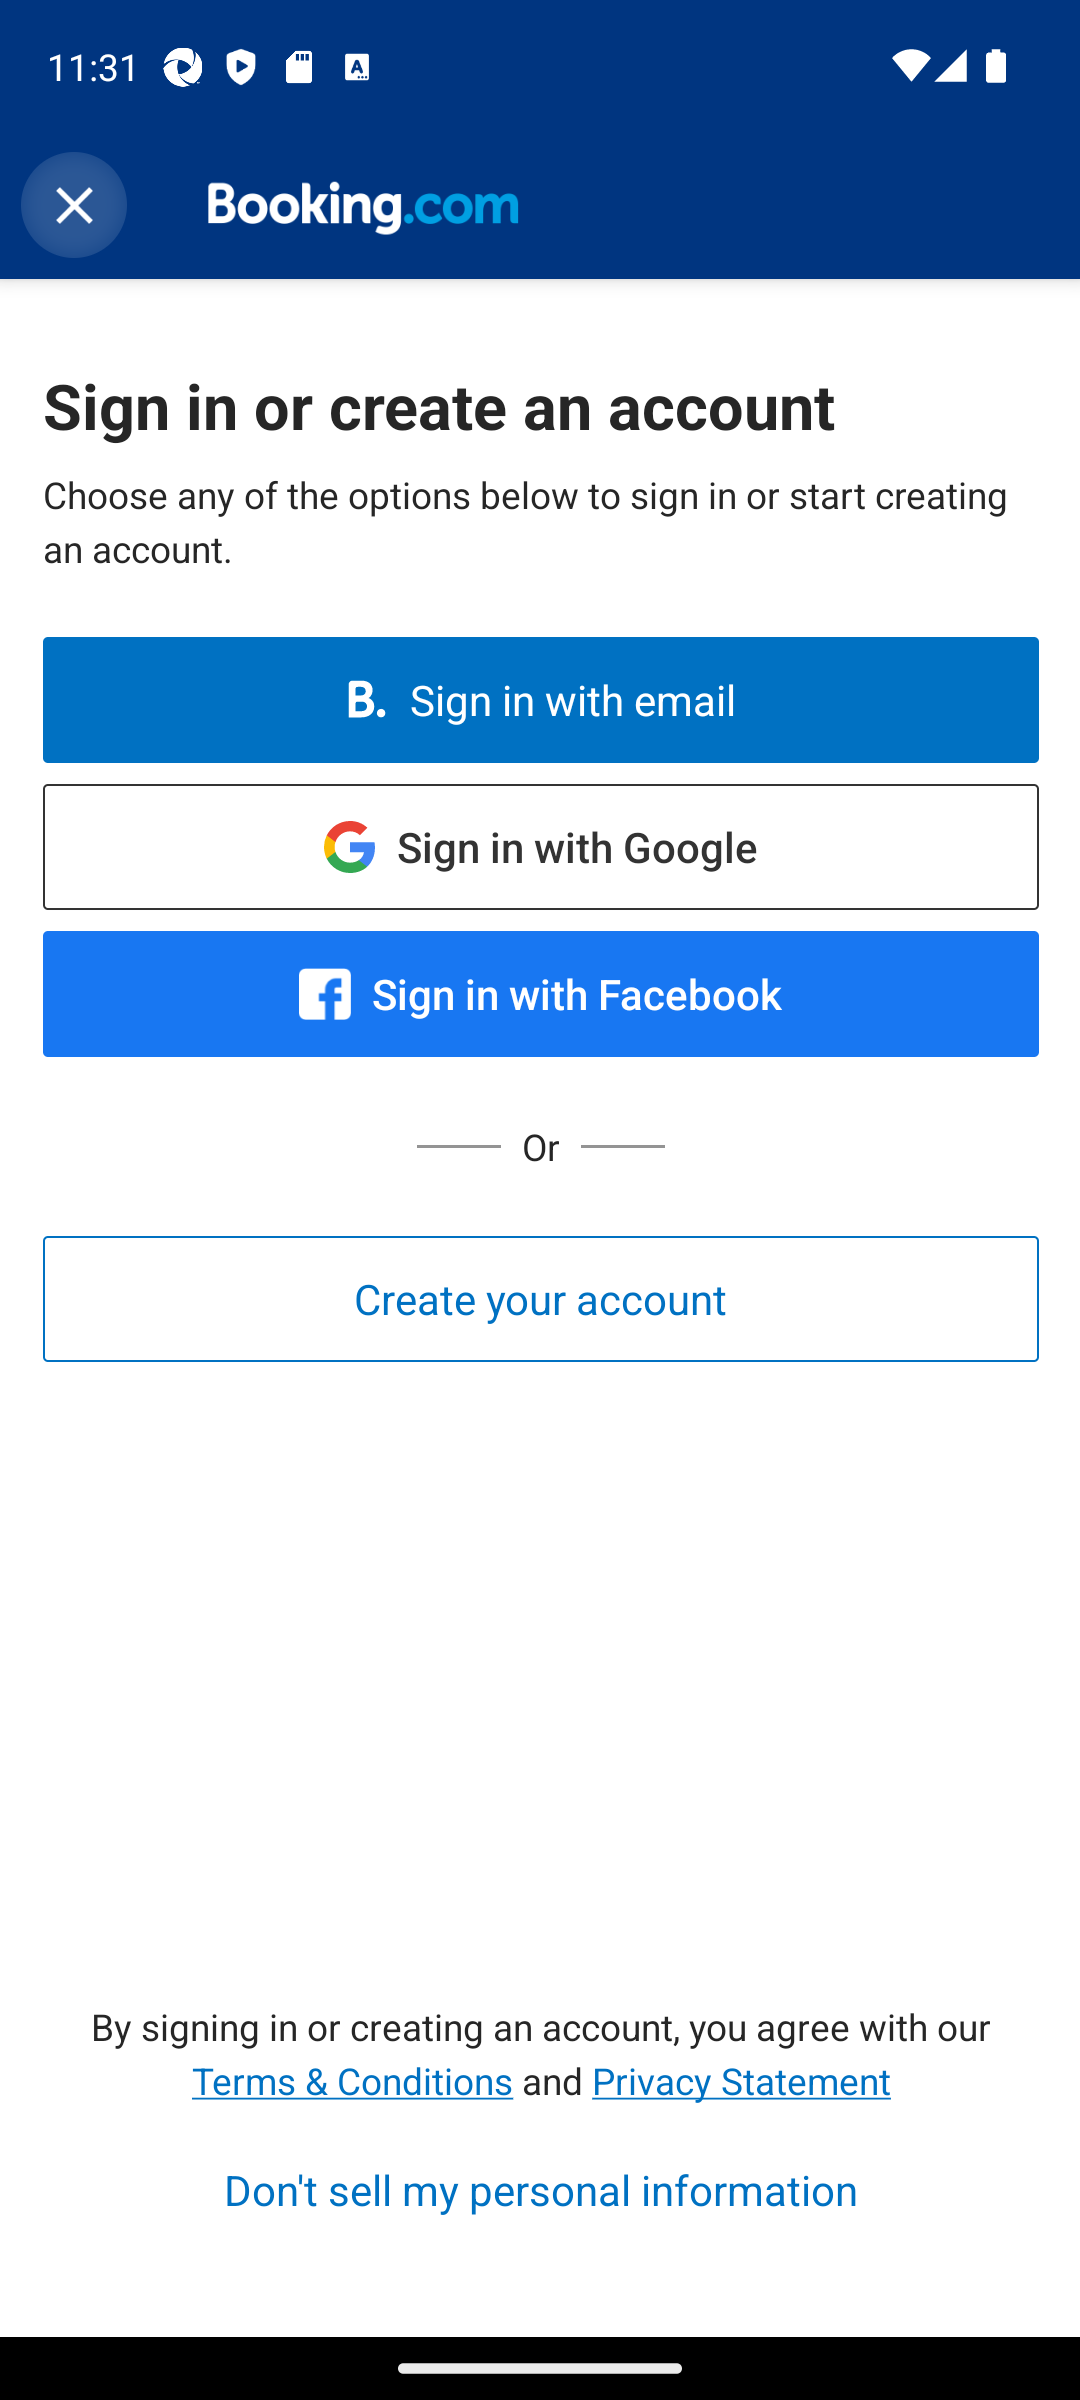 11:31
Booking.com
Sign in or create an account
Choose any of the options below to sign in or start creating
an account.
B. Sign in with email
Sign in with Google
Sign in with Facebook
Or
Create your account
By signing in or creating an account, you agree with our
Terms & Conditions and Privacy Statement
Don't sell my personal information